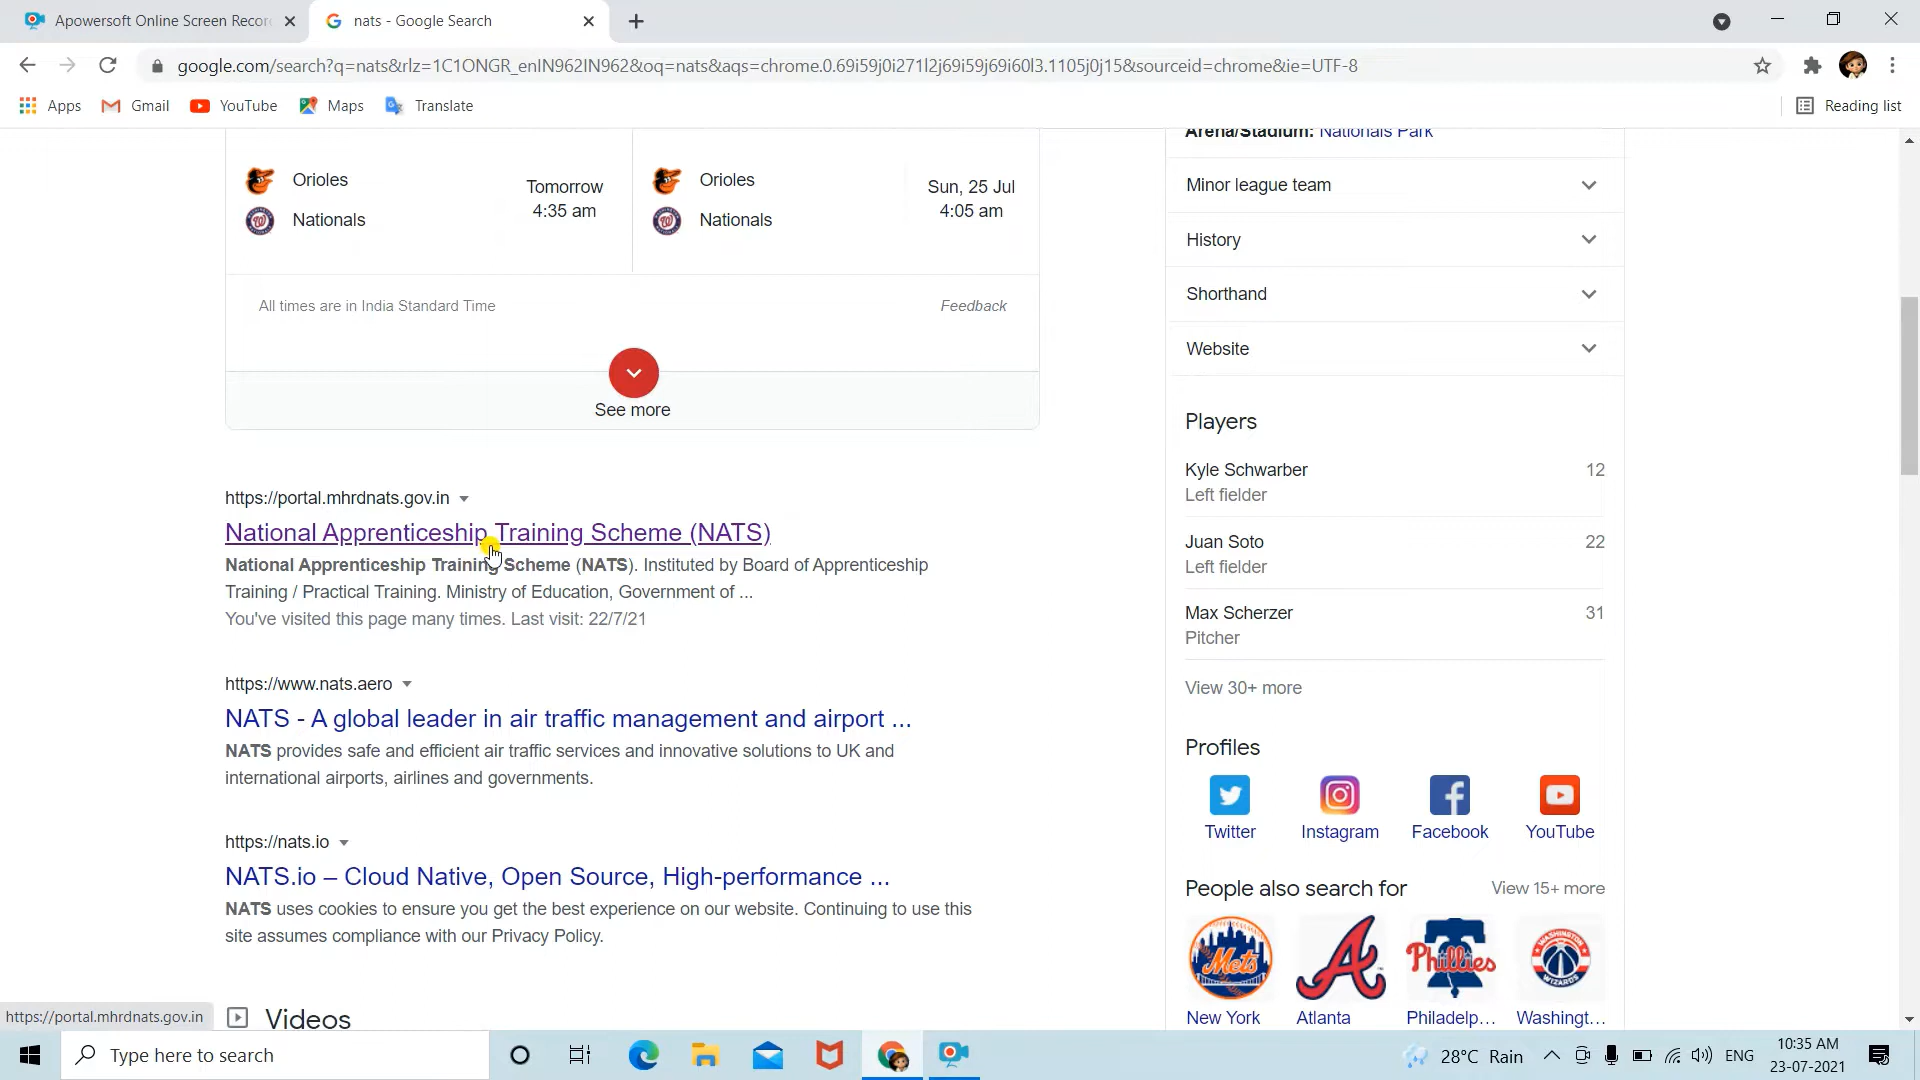 Apowersoft Online Screen Recor
nats - Google Search
google.com/search?q=nats&rlz=1C1ONGR_enIN962IN962&oq=nats&aqs=chrome.0.69i59j0i271l2j69i59j69i60l3.1105j0j15&sourceid=chrome&ie=UTF-8
Apps
Gmail
YouTube
Maps
Translate
Reading list
Orioles
Nationals
Tomorrow
4:35 am
Orioles
Nationals
Sun, 25 Jul
4:05 am
All times are in India Standard Time
Feedback
See more
https://portal.mhrdnats.gov.in
National Apprenticeship Training Scheme (NATS)
National Apprenticeship Training Scheme (NATS). Instituted by Board of Apprenticeship
Training / Practical Training. Ministry of Education, Government of ...
You've visited this page many times. Last visit: 22/7/21
https://www.nats.aero
NATS - A global leader in air traffic management and airport ...
NATS provides safe and efficient air traffic services and innovative solutions to UK and
international airports, airlines and governments.
https://nats.io
NATS.io – Cloud Native, Open Source, High-performance ...
NATS uses cookies to ensure you get the best experience on our website. Continuing to use this
site assumes compliance with our Privacy Policy.
Videos
Arena/Stadium: Nationals Park
Minor league team
History
Shorthand
Website
Players
Kyle Schwarber 12
Left fielder
Juan Soto 22
Left fielder
Max Scherzer 31
Pitcher
View 30+ more
Profiles
Twitter
Instagram
Facebook
YouTube
People also search for
View 15+ more
Mets
Phillies
WASHINGTON
WIZARDS
New York
Atlanta
Philadelp...
Washingt...
https://portal.mhrdnats.gov.in
Type here to search
28°C Rain
ENG
10:35 AM
23-07-2021